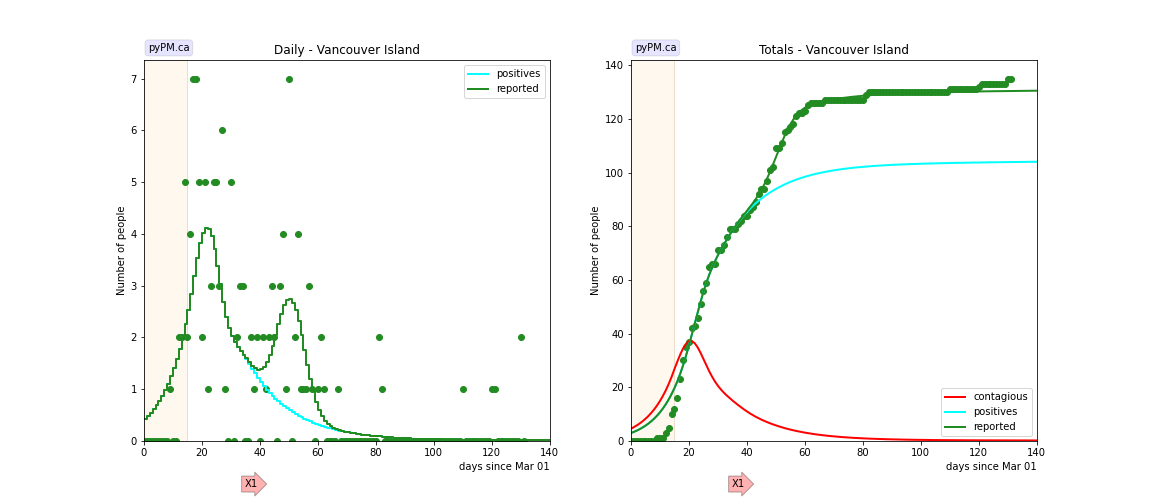 pyPM.ca
Daily - Vancouver Island
positives
reported
Number of people
7
6
5
4
3
2
1
0
0 20 40 60 80 100 120 140
days since Mar 01
X1
pyPM.ca
Totals - Vancouver Island
Number of people
140
120
100
80
60
40
20
0
contagious
positives
reported
0 20 40 60 80 100 120 140
days since Mar 01
X1